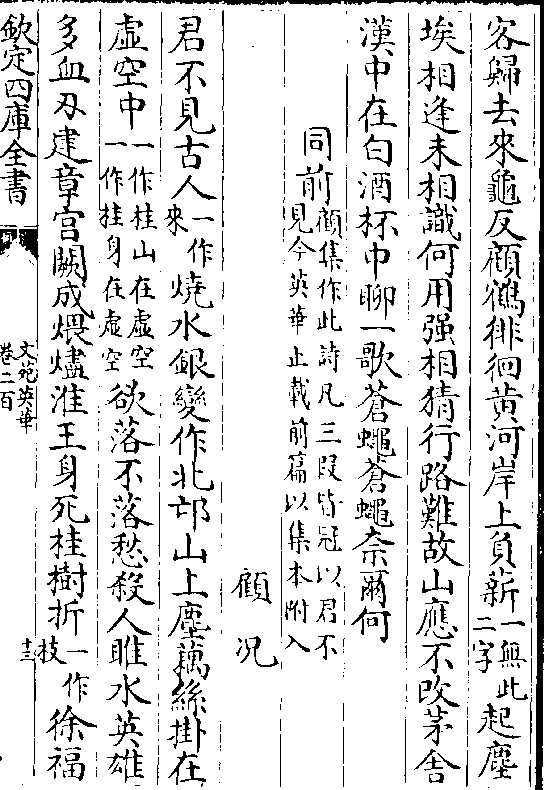 客歸去來龜反顧鶴徘徊黄河岸上負薪一無此二字起塵
埃相逢未相識何用强相猜行路難故山應不改茅舎
漢中在白酒杯中聊一歌蒼蠅蒼蠅奈爾何
同前顧集作此詩凡三段皆冠以君不見今英華止載前篇以集本附入
顧况
君不見古人一作來燒水銀變作北邙山上塵藕絲掛在
虛空中一作桂山在虛空一作挂身在虛空欲落不落愁殺人睢水英雄
多血刃建章宫闕成煨燼淮王身死桂樹折一作枝徐福
欽定四庫全書
文苑英華
卷二百
十三